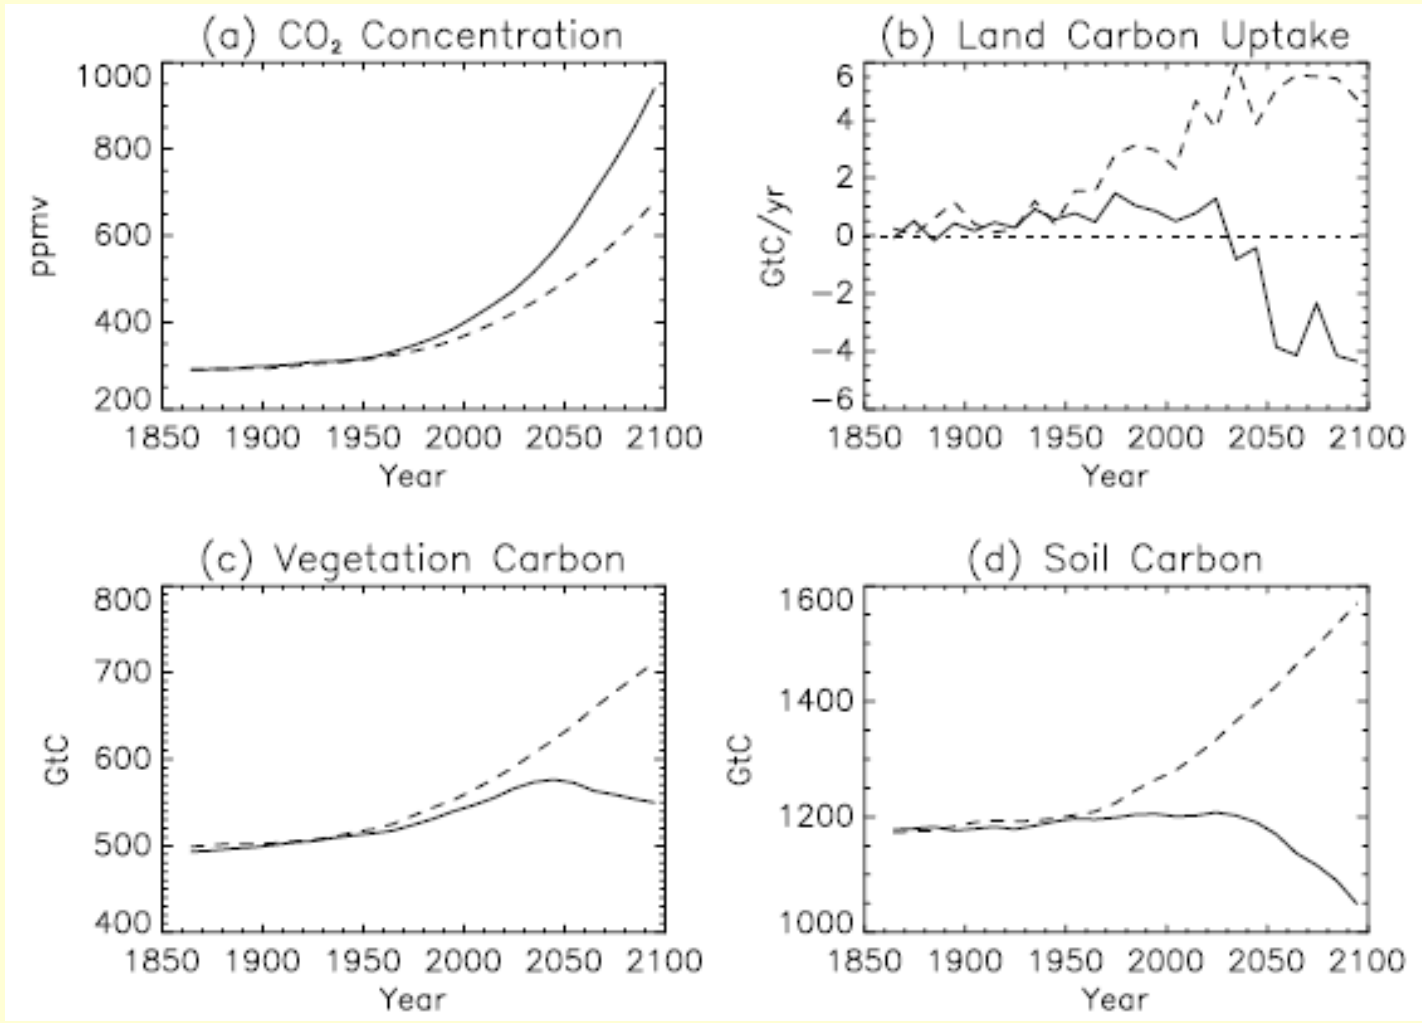 (a) CO₂ Concentration
1000
800
600
400
200
ppmv
1850 1900 1950 2000 2050 2100
Year
(b) Land Carbon Uptake
6
4
2
0
−2
−4
−6
GtC/yr
1850 1900 1950 2000 2050 2100
Year
(c) Vegetation Carbon
800
700
600
500
400
GtC
1850 1900 1950 2000 2050 2100
Year
(d) Soil Carbon
1600
1400
1200
1000
GtC
1850 1900 1950 2000 2050 2100
Year